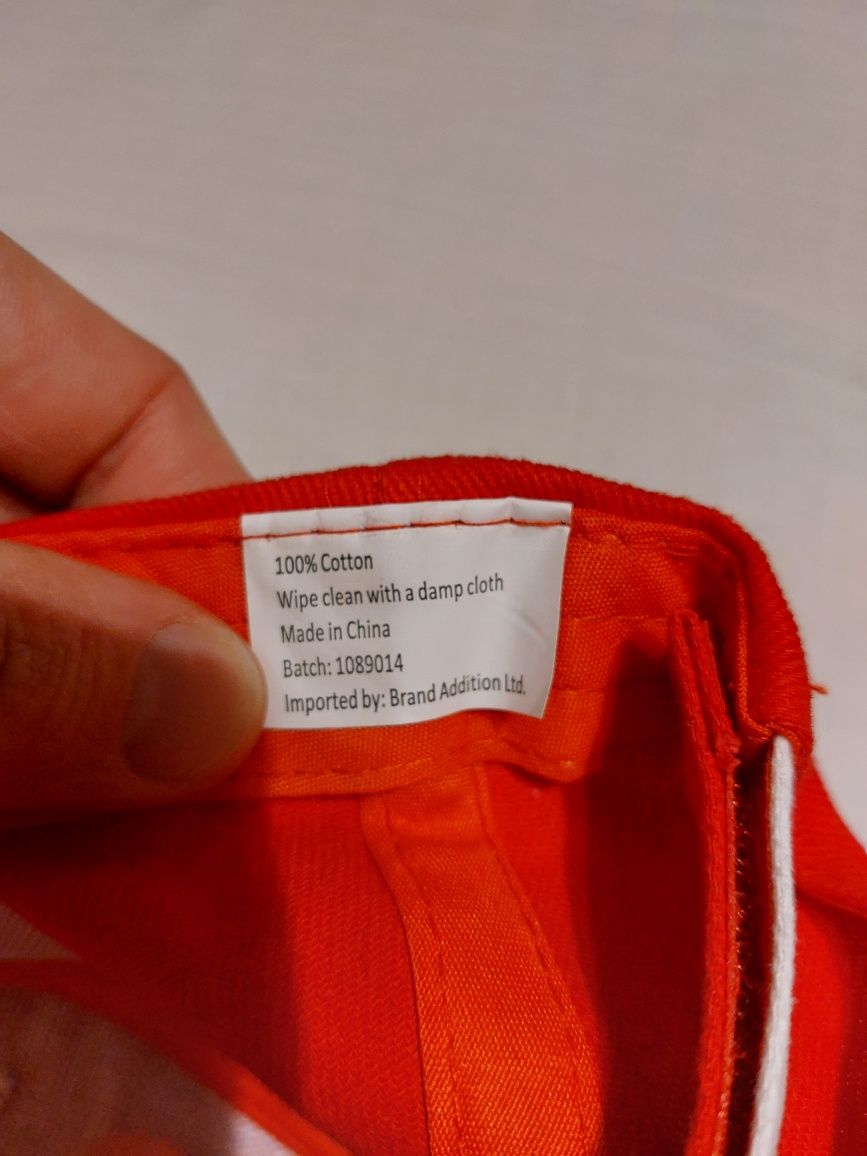 100% Cotton
Wipe clean with a damp cloth
Made in China
Batch: 1089014
Imported by: Brand Addition Ltd.